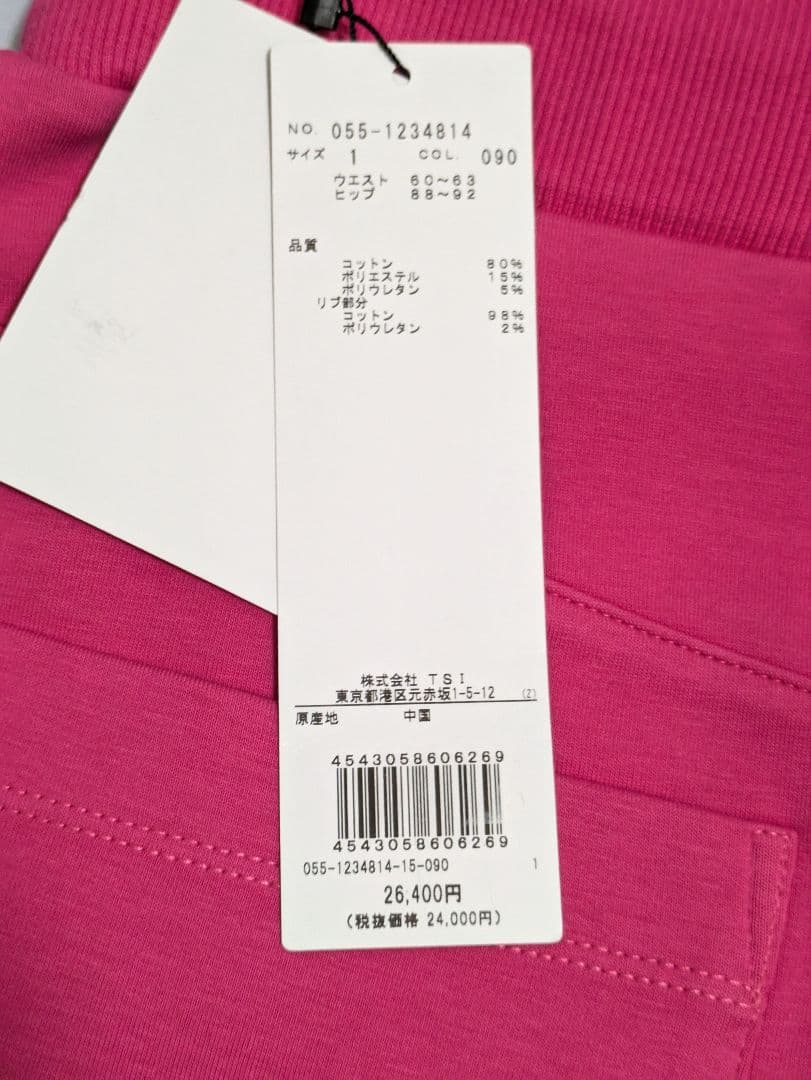 NO. 055-1234814
サイズ 1 COL. 090
ウエスト 60～63
ヒップ 88～92
品質
コットン 80%
ポリエステル 15%
ポリウレタン 5%
リブ部分
コットン 98%
ポリウレタン 2%
株式会社 TSI
東京都港区元赤坂1-5-12 (2)
原産地 中国
4543058606269
4543058606269
055-1234814-15-090 1
26,400円
(税抜価格 24,000円)